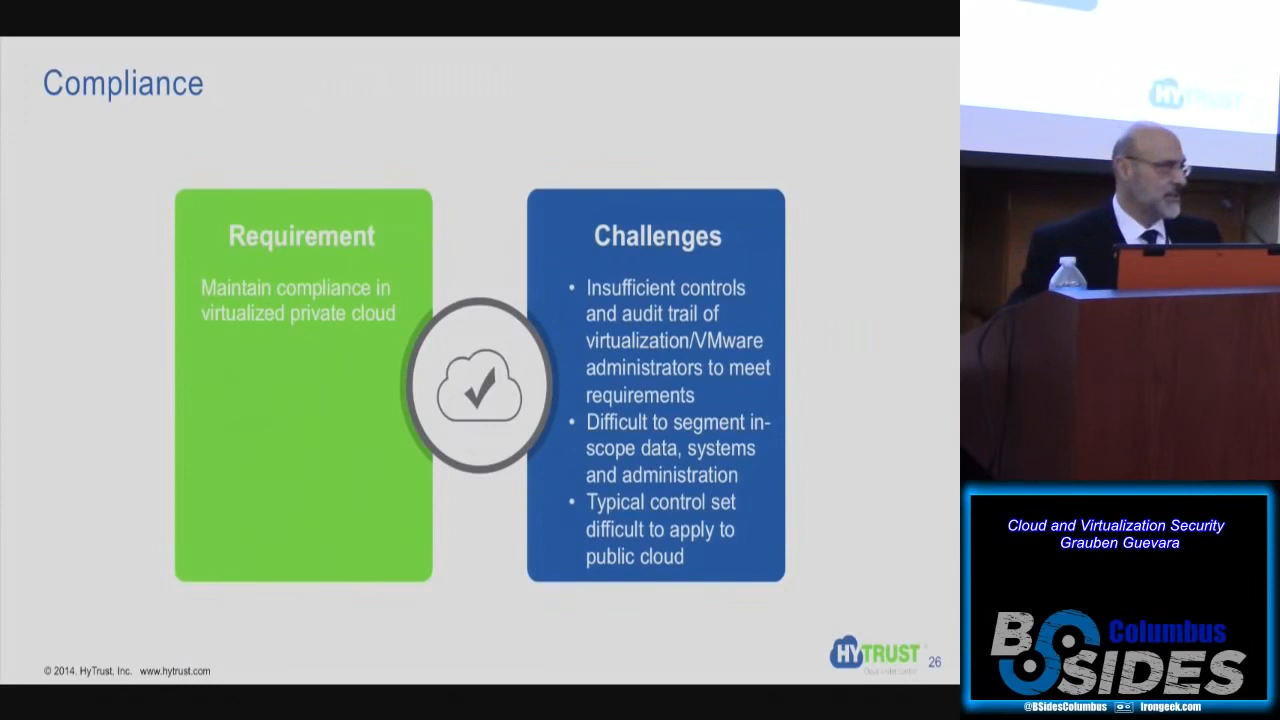 Compliance
Requirement
Maintain compliance in
virtualized private cloud
Challenges
• Insufficient controls
and audit trail of
virtualization/VMware
administrators to meet
requirements
• Difficult to segment in-
scope data, systems
and administration
• Typical control set
difficult to apply to
public cloud
© 2014, HyTrust, Inc. www.hytrust.com
HYTRUST
26
HYTRUST
Cloud and Virtualization Security
Grauben Guevara
BSIDES
Columbus
@BSidesColumbus
Irongeek.com